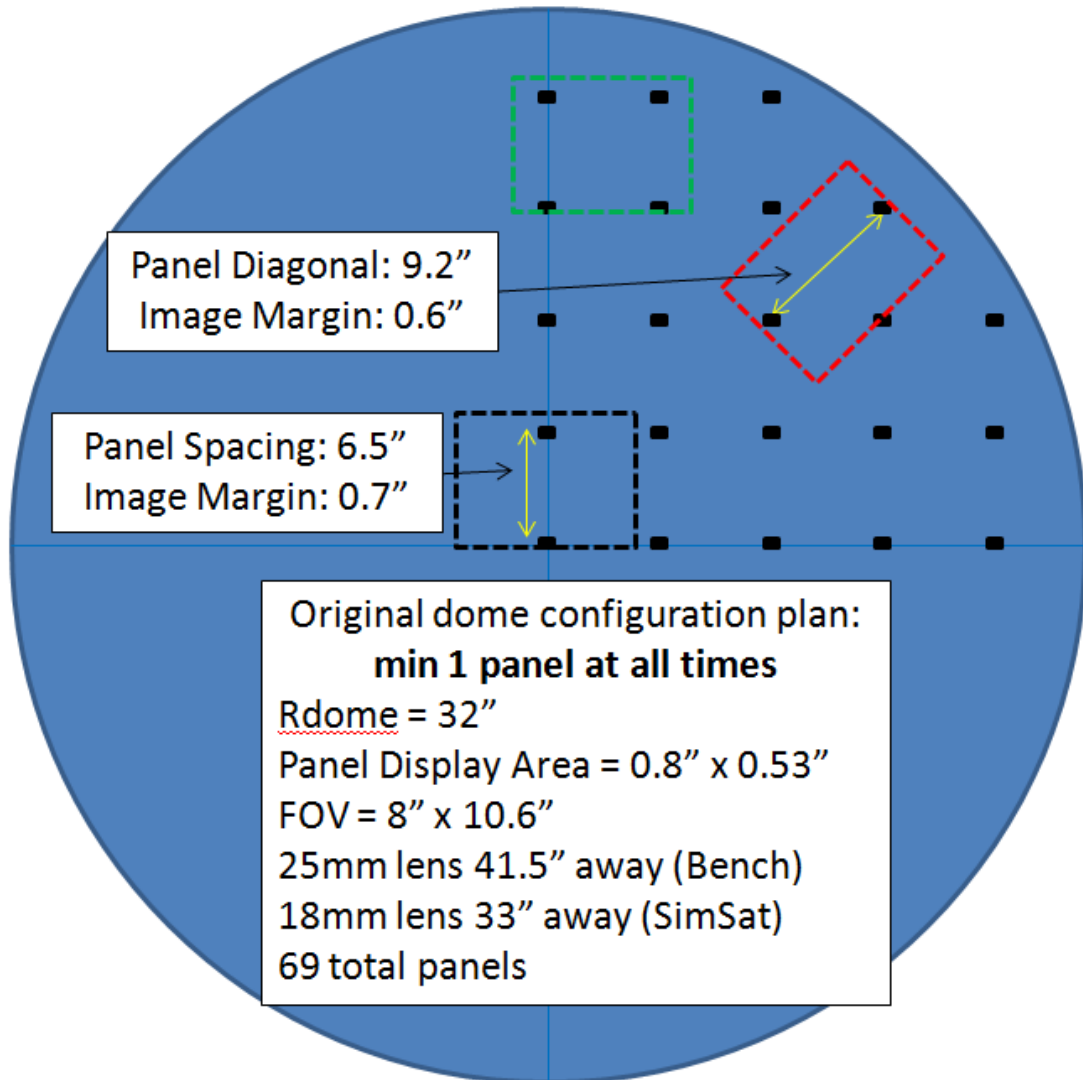 Panel Diagonal: 9.2”
Image Margin: 0.6”
Panel Spacing: 6.5”
Image Margin: 0.7”
Original dome configuration plan:
min 1 panel at all times
Rdome = 32”
Panel Display Area = 0.8” x 0.53”
FOV = 8” x 10.6”
25mm lens 41.5” away (Bench)
18mm lens 33” away (SimSat)
69 total panels